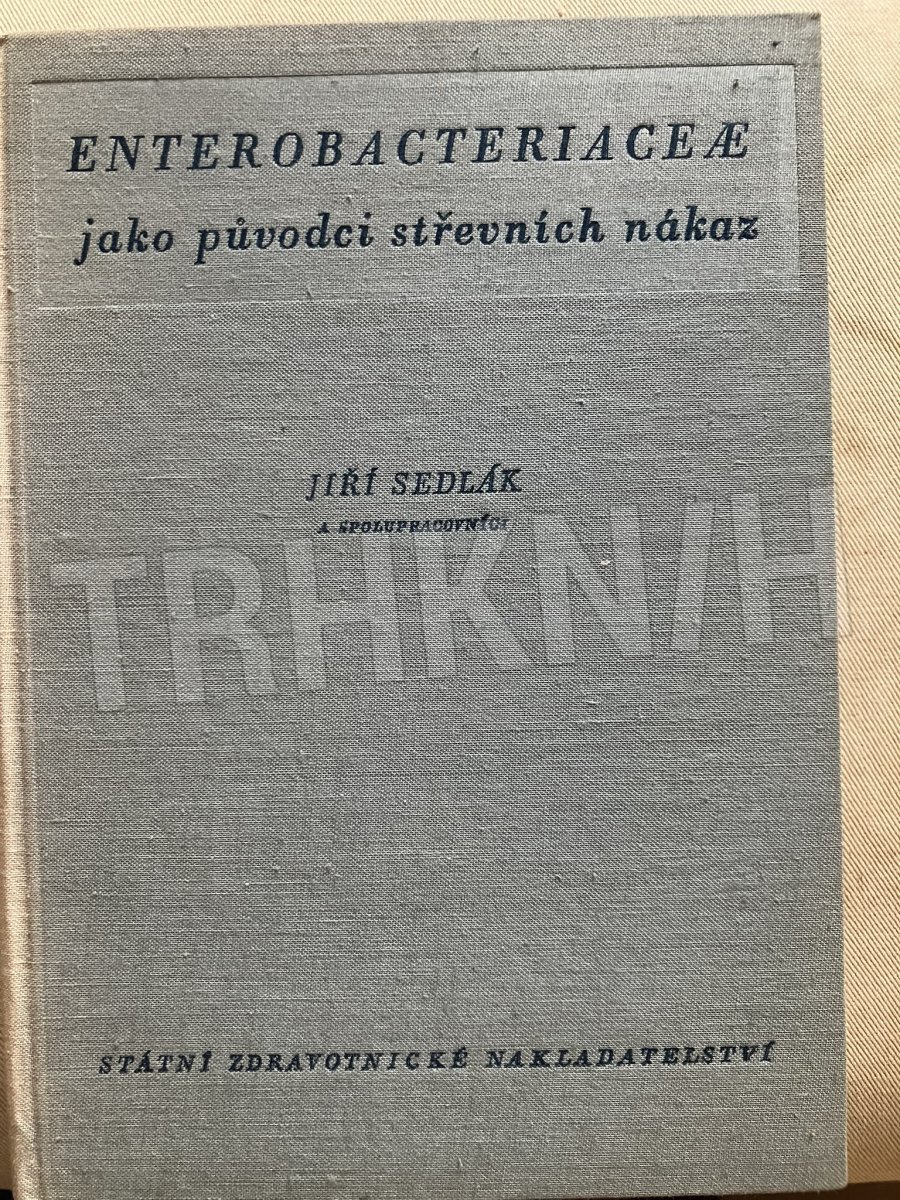 ENTEROBACTERIACEÆ
jako původci střevních nákaz
JIŘÍ SEDLÁK
A SPOLUPRACOVNÍCI
TRHKNIH
STÁTNÍ ZDRAVOTNICKÉ NAKLADATELSTVÍ